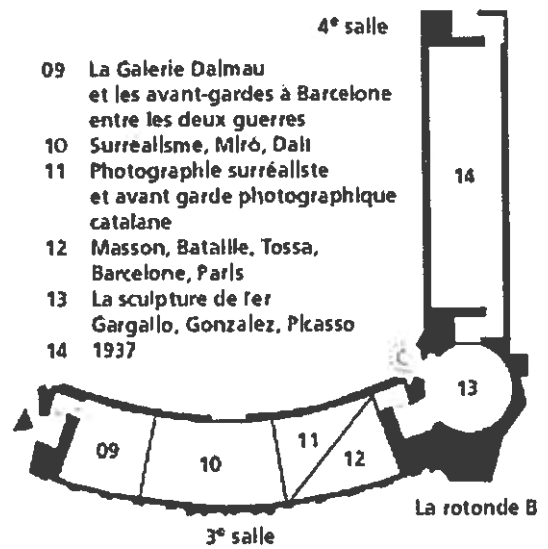 4e salle
09 La Galerie Dalmau
et les avant-gardes à Barcelone
entre les deux guerres
10 Surréalisme, Miró, Dalí
11 Photographie surréaliste
et avant garde photographique
catalane
12 Masson, Bataille, Tossa,
Barcelone, Paris
13 La sculpture de fer
Gargallo, Gonzalez, Picasso
14 1937
14
13
09
10
11
12
La rotonde B
3e salle